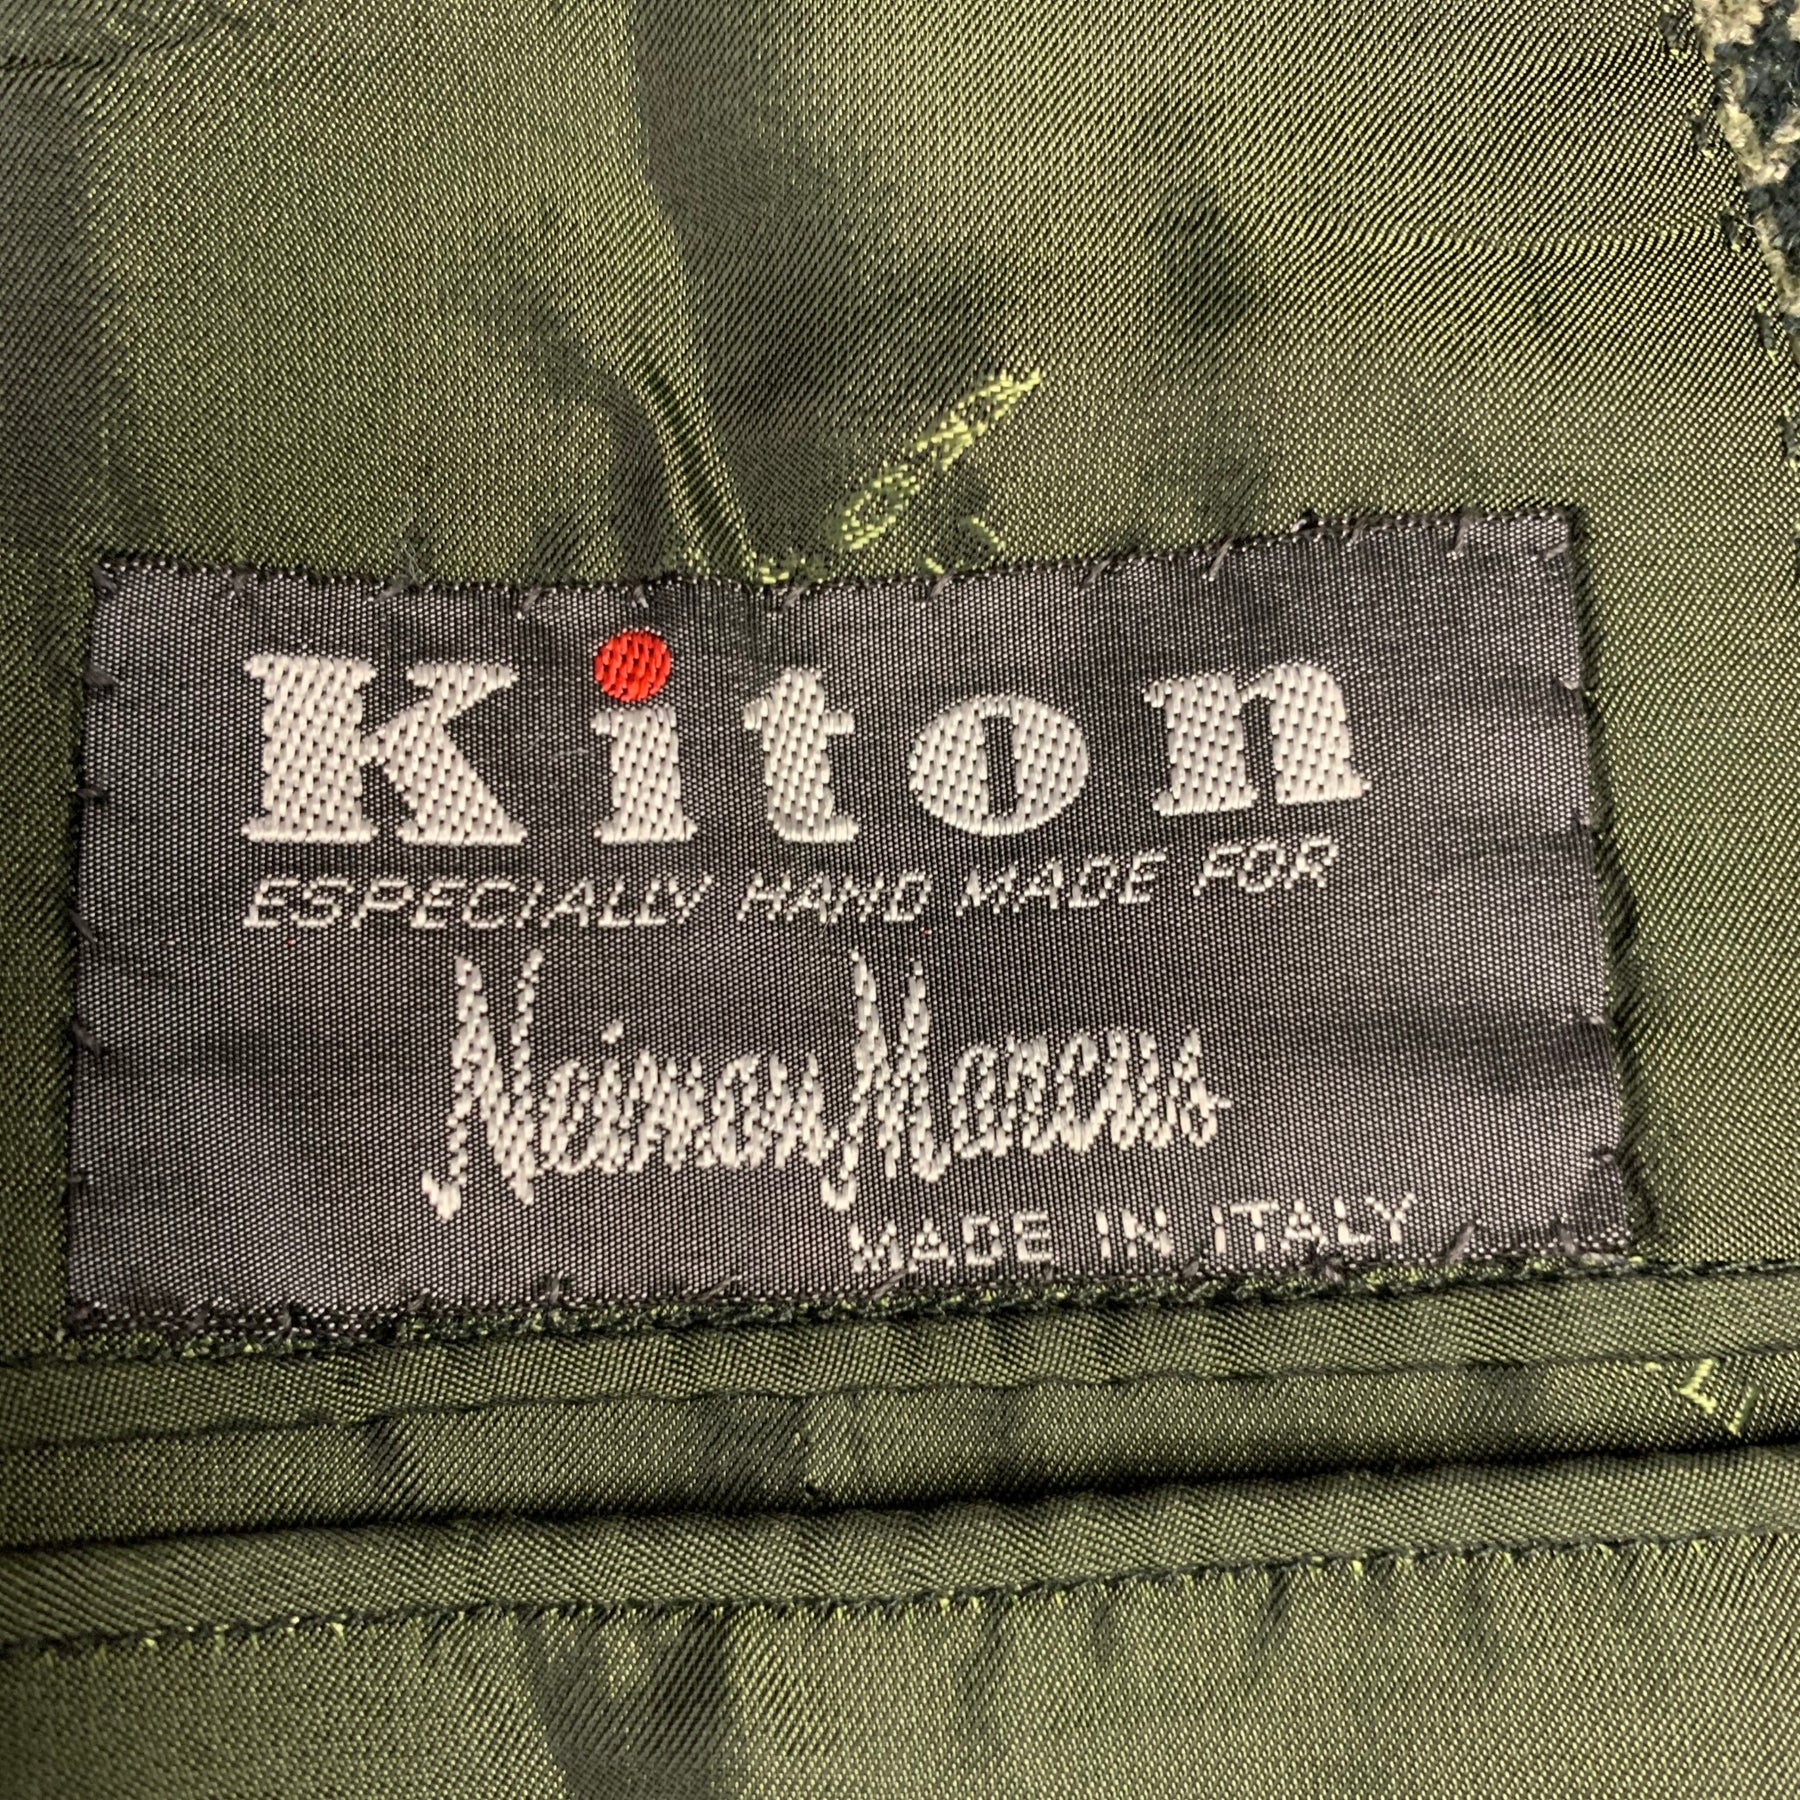 Kiton
ESPECIALLY HAND MADE FOR
Neiman Marcus
MADE IN ITALY